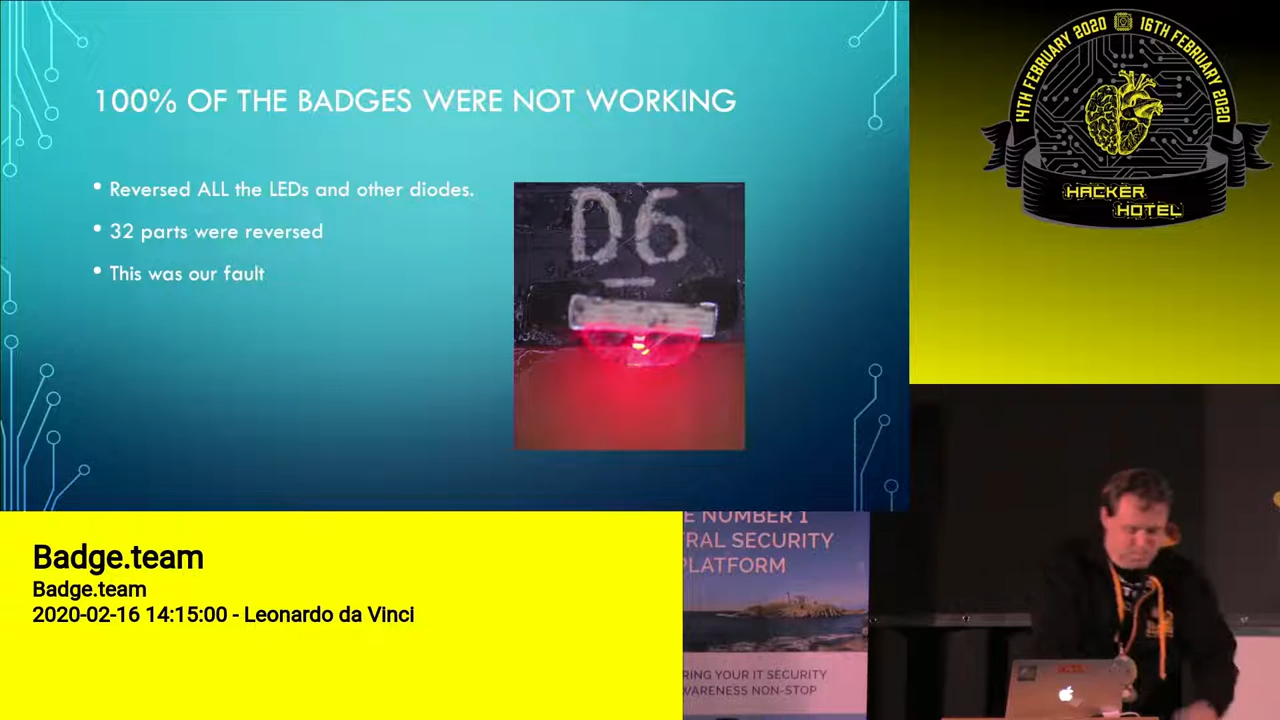 100% OF THE BADGES WERE NOT WORKING
• Reversed ALL the LEDs and other diodes.
• 32 parts were reversed
• This was our fault
D6
14TH FEBRUARY 2020 16TH FEBRUARY 2020
HACKER
HOTEL
Badge.team
Badge.team
2020-02-16 14:15:00 - Leonardo da Vinci
E NUMBER 1
RAL SECURITY
PLATFORM
RING YOUR IT SECURITY
WARENESS NON-STOP